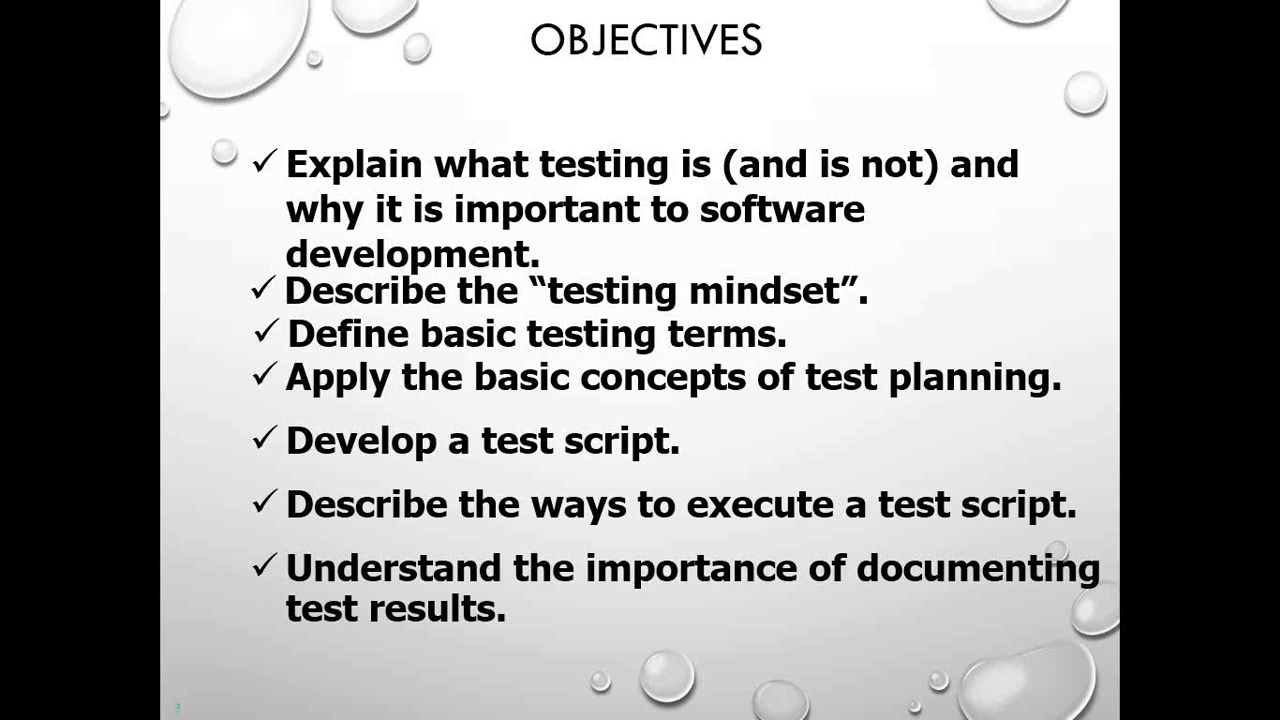 OBJECTIVES
✓ Explain what testing is (and is not) and
why it is important to software
development.
✓ Describe the “testing mindset”.
✓ Define basic testing terms.
✓ Apply the basic concepts of test planning.
✓ Develop a test script.
✓ Describe the ways to execute a test script.
✓ Understand the importance of documenting
test results.
3